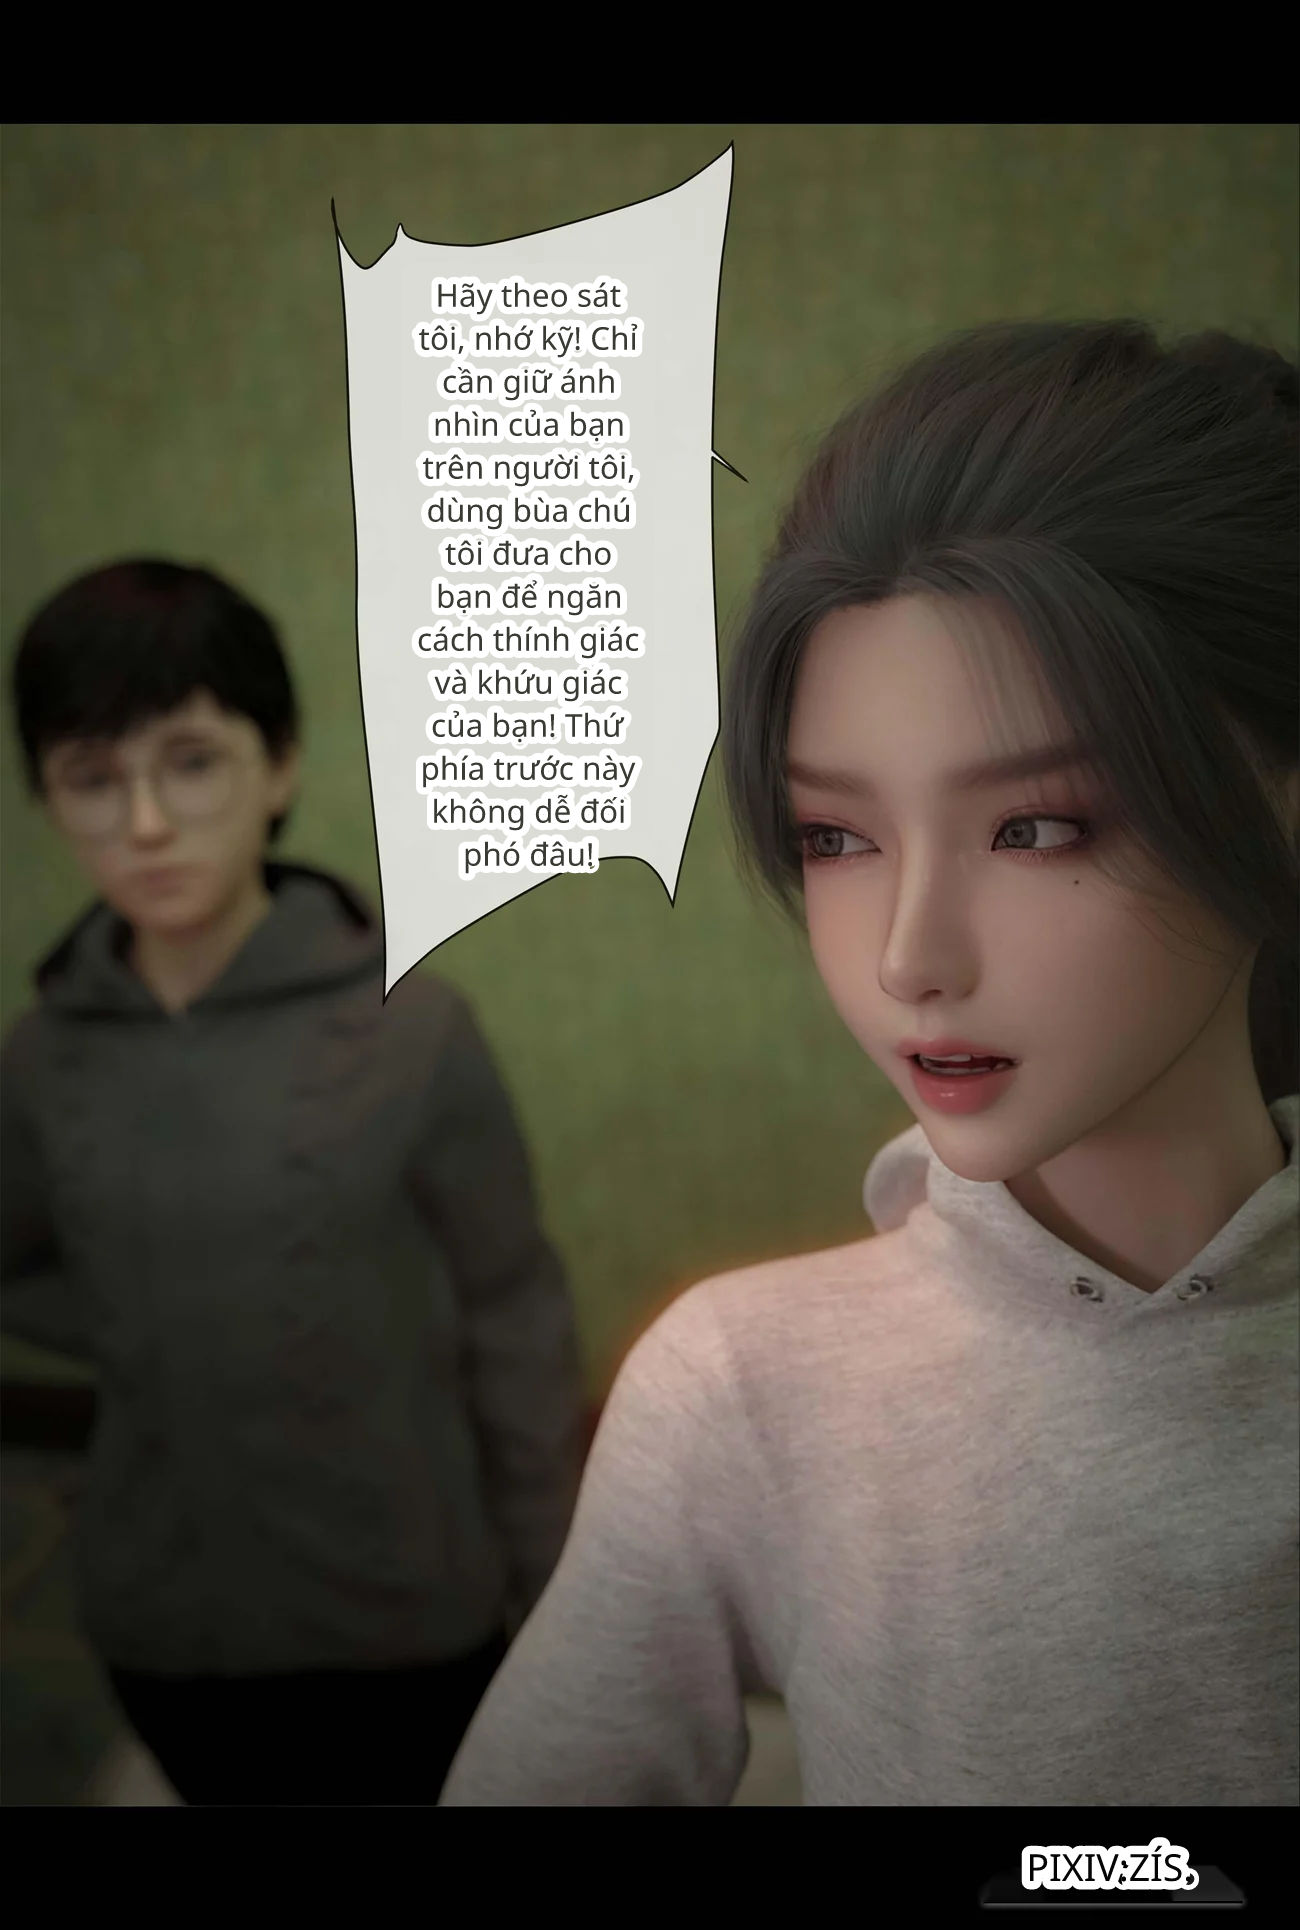 Hãy theo sát
tôi, nhớ kỹ! Chỉ
cần giữ ánh
nhìn của bạn
trên người tôi,
dùng bùa chú
tôi đưa cho
bạn để ngăn
cách thính giác
và khứu giác
của bạn! Thứ
phía trước này
không dễ đối
phó đâu!
PIXIV:ZÍS,